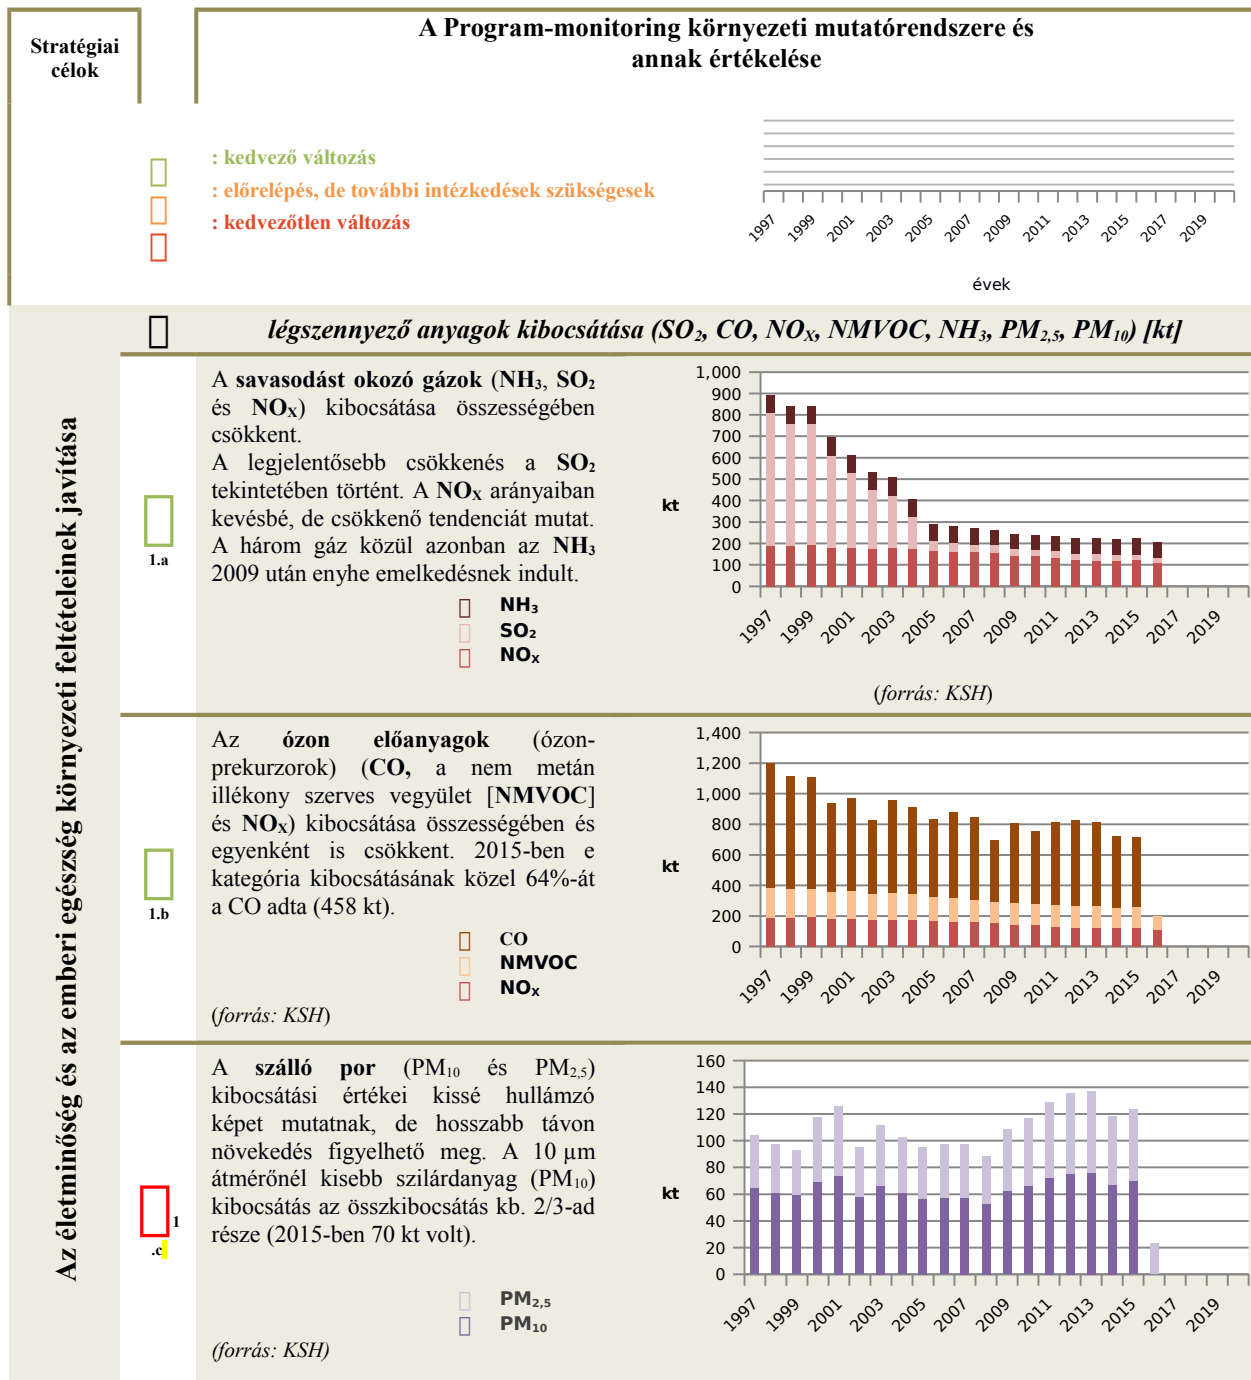 Stratégiai
célok
A Program-monitoring környezeti mutatórendszere és
annak értékelése
: kedvező változás
: előrelépés, de további intézkedések szükségesek
: kedvezőtlen változás
1997 1999 2001 2003 2005 2007 2009 2011 2013 2015 2017 2019
évek
Az életminőség és az emberi egészség környezeti feltételeinek javítása
légszennyező anyagok kibocsátása (SO2, CO, NOX, NMVOC, NH3, PM2,5, PM10) [kt]
1.a
A savasodást okozó gázok (NH3, SO2
és NOX) kibocsátása összességében
csökkent.
A legjelentősebb csökkenés a SO2
tekintetében történt. A NOX arányaiban
kevésbé, de csökkenő tendenciát mutat.
A három gáz közül azonban az NH3
2009 után enyhe emelkedésnek indult.
NH3
SO2
NOX
kt
1,000
900
800
700
600
500
400
300
200
100
0
1997 1999 2001 2003 2005 2007 2009 2011 2013 2015 2017 2019
(forrás: KSH)
1.b
Az ózon előanyagok (ózon-
prekurzorok) (CO, a nem metán
illékony szerves vegyület [NMVOC]
és NOX) kibocsátása összességében és
egyenként is csökkent. 2015-ben e
kategória kibocsátásának közel 64%-át
a CO adta (458 kt).
CO
NMVOC
NOX
(forrás: KSH)
kt
1,400
1,200
1,000
800
600
400
200
0
1997 1999 2001 2003 2005 2007 2009 2011 2013 2015 2017 2019
1
.c
A szálló por (PM10 és PM2,5)
kibocsátási értékei kissé hullámzó
képet mutatnak, de hosszabb távon
növekedés figyelhető meg. A 10 µm
átmérőnél kisebb szilárdanyag (PM10)
kibocsátás az összkibocsátás kb. 2/3-ad
része (2015-ben 70 kt volt).
PM2,5
PM10
(forrás: KSH)
kt
160
140
120
100
80
60
40
20
0
1997 1999 2001 2003 2005 2007 2009 2011 2013 2015 2017 2019